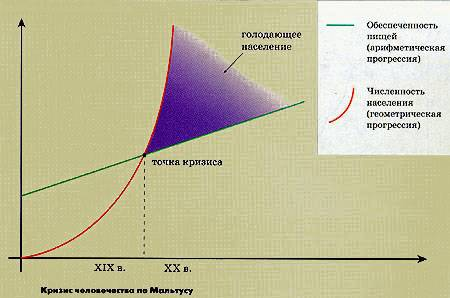 голодающее
население
точка кризиса
XIX в.
XX в.
Кризис человечества по Мальтусу
Обеспеченность
пищей
(арифметическая
прогрессия)
Численность
населения
(геометрическая
прогрессия)